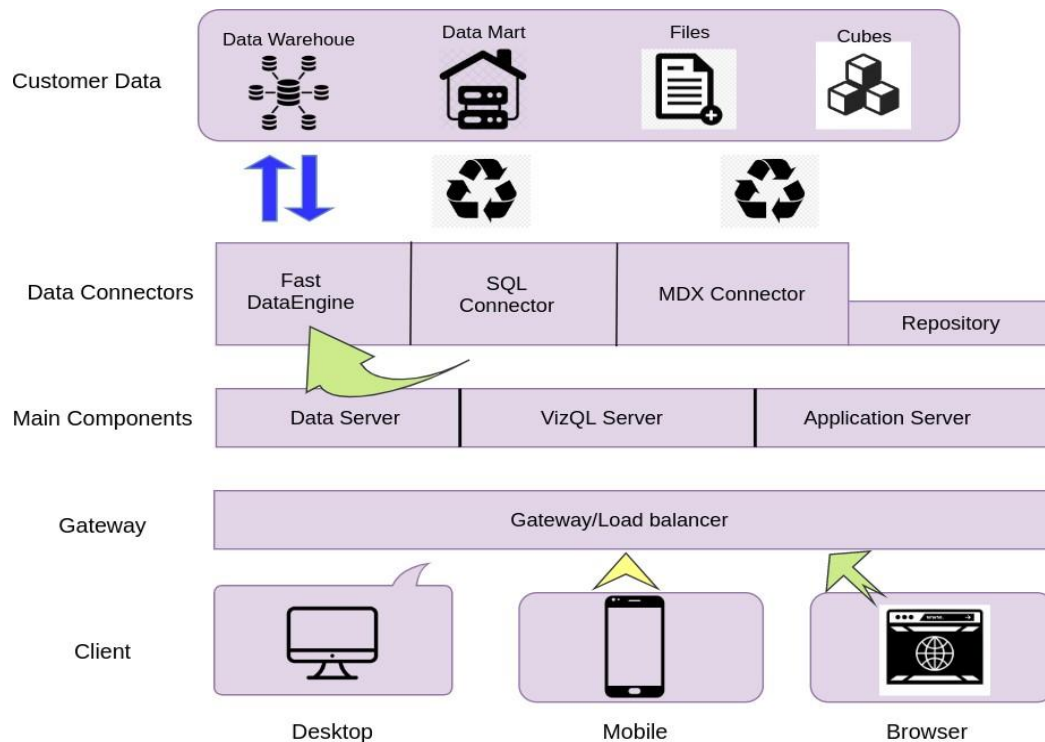 Customer Data
Data Warehoue
Data Mart
Files
Cubes
Data Connectors
Fast
DataEngine
SQL
Connector
MDX Connector
Repository
Main Components
Data Server
VizQL Server
Application Server
Gateway
Gateway/Load balancer
Client
www.
Desktop
Mobile
Browser